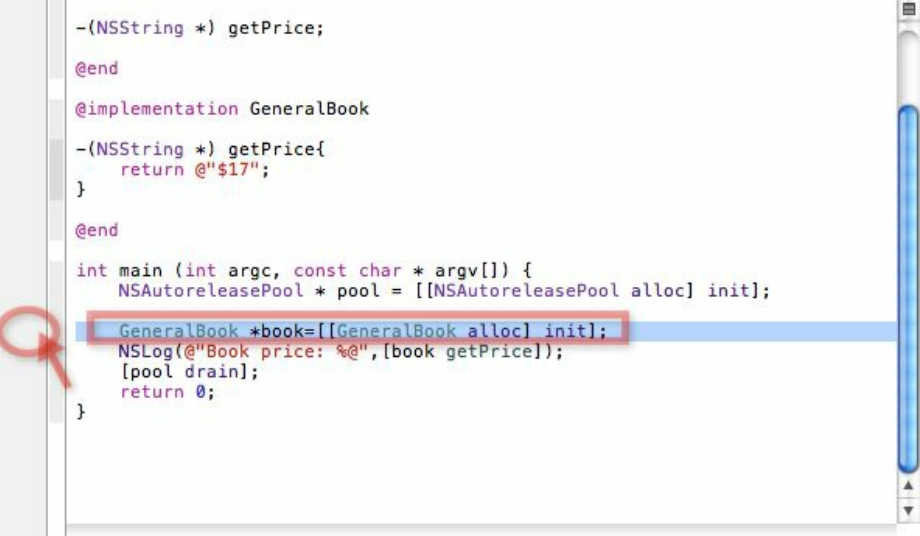 -(NSString *) getPrice;
@end
@implementation GeneralBook
-(NSString *) getPrice{
return @"$17";
}
@end
int main (int argc, const char * argv[]) {
NSAutoreleasePool * pool = [[NSAutoreleasePool alloc] init];
GeneralBook *book=[[GeneralBook alloc] init];
NSLog(@"Book price: %@",[book getPrice]);
[pool drain];
return 0;
}